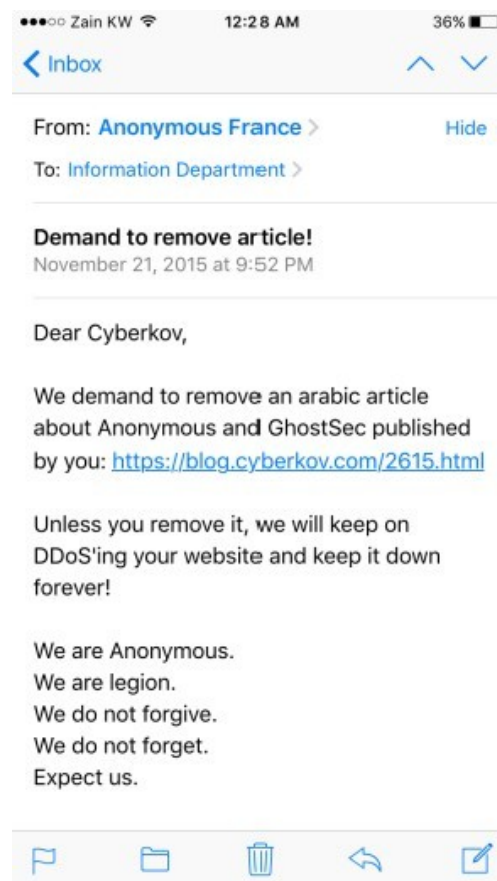 Zain KW 12:28 AM 36%
Inbox
From: Anonymous France Hide
To: Information Department
Demand to remove article!
November 21, 2015 at 9:52 PM
Dear Cyberkov,
We demand to remove an arabic article
about Anonymous and GhostSec published
by you: https://blog.cyberkov.com/2615.html
Unless you remove it, we will keep on
DDoS'ing your website and keep it down
forever!
We are Anonymous.
We are legion.
We do not forgive.
We do not forget.
Expect us.